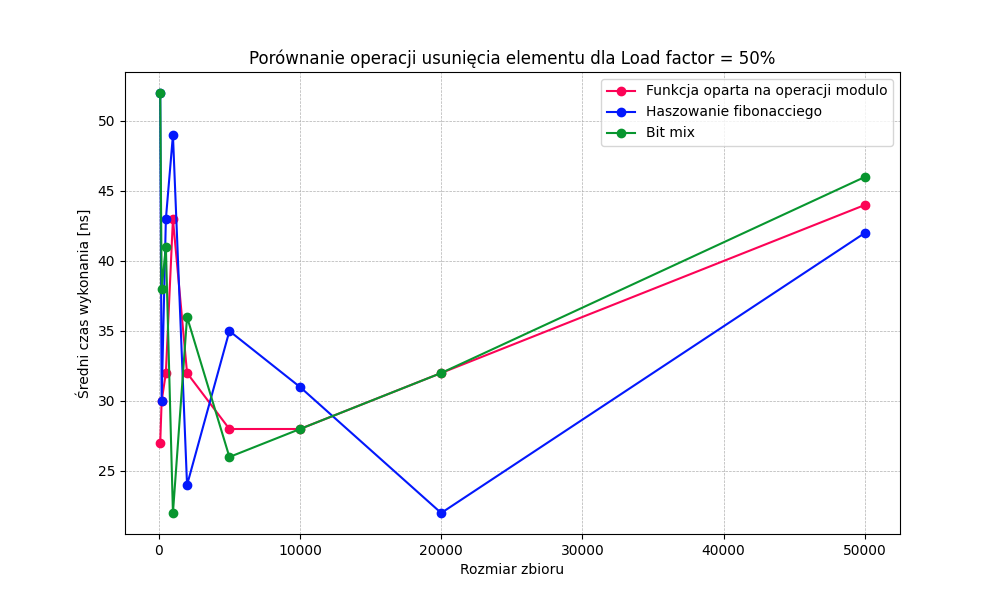 Porównanie operacji usunięcia elementu dla Load factor = 50%
Funkcja oparta na operacji modulo
Haszowanie fibonacciego
Bit mix
Średni czas wykonania [ns]
50
45
40
35
30
25
0
10000
20000
30000
40000
50000
Rozmiar zbioru